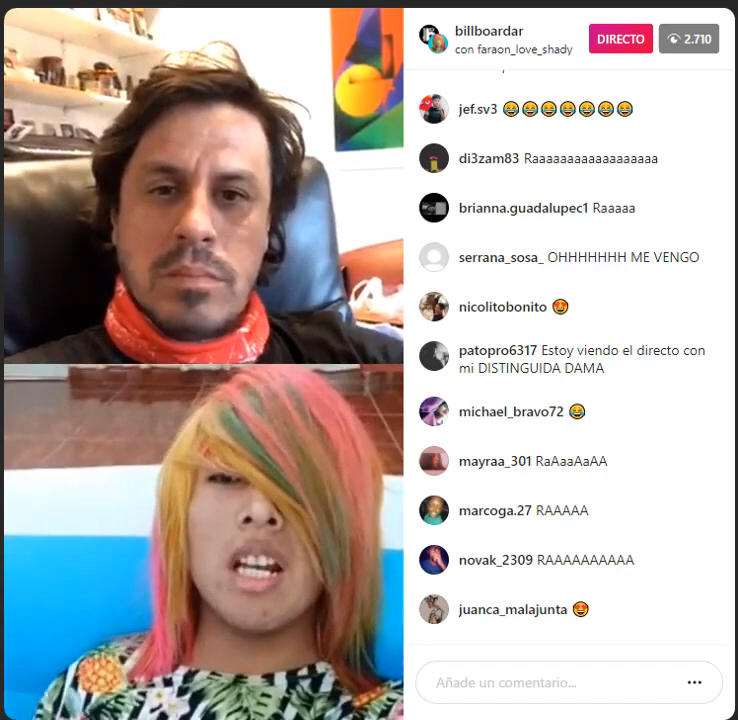 billboardar
con faraon_love_shady
DIRECTO
2.710
jef.sv3 😂😂😂😂😂😂😂
di3zam83 Raaaaaaaaaaaaaaaaaa
brianna.guadalupec1 Raaaaa
serrana_sosa_ OHHHHHHH ME VENGO
nicolitobonito 🤩
patopro6317 Estoy viendo el directo con
mi DISTINGUIDA DAMA
michael_bravo72 😂
mayraa_301 RaAaaAaAA
marcoga.27 RAAAAA
novak_2309 RAAAAAAAAAA
juanca_malajunta 🤩
Añade un comentario...